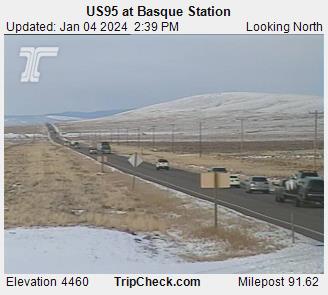 US95 at Basque Station
Updated: Jan 04 2024 2:39 PM Looking North
Elevation 4460 TripCheck.com Milepost 91.62